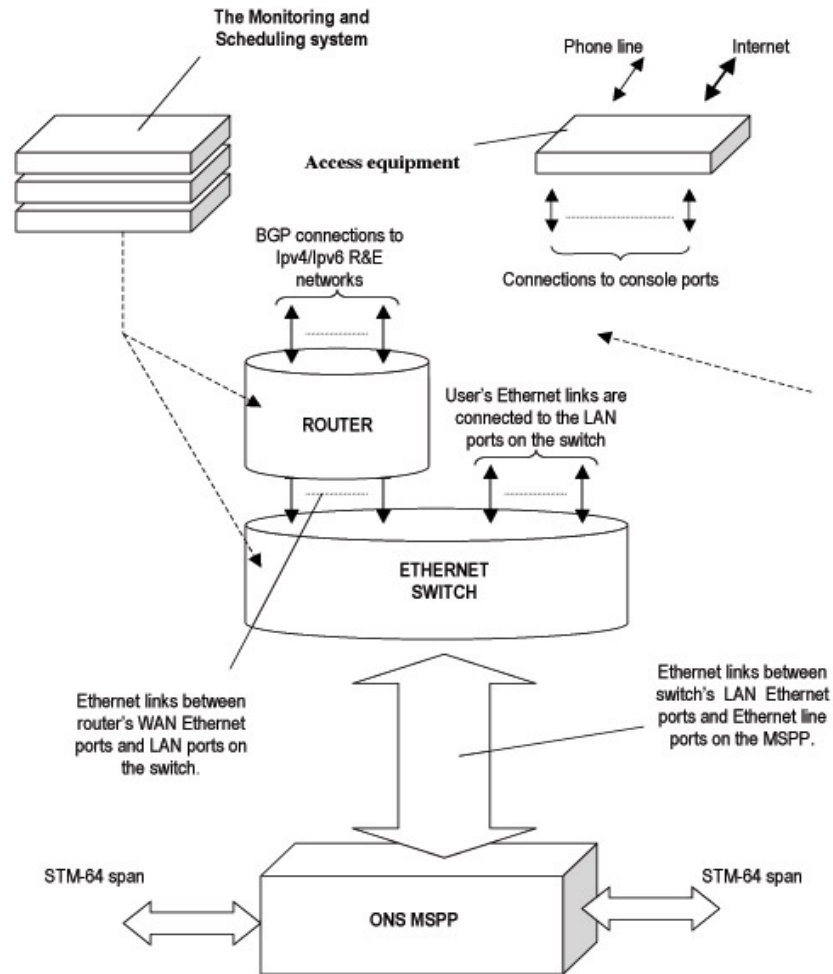 The Monitoring and
Scheduling system
Phone line
Internet
Access equipment
BGP connections to
Ipv4/Ipv6 R&E
networks
Connections to console ports
ROUTER
User's Ethernet links are
connected to the LAN
ports on the switch
ETHERNET
SWITCH
Ethernet links between
router's WAN Ethernet
ports and LAN ports on
the switch.
Ethernet links between
switch's LAN Ethernet
ports and Ethernet line
ports on the MSPP.
STM-64 span
STM-64 span
ONS MSPP